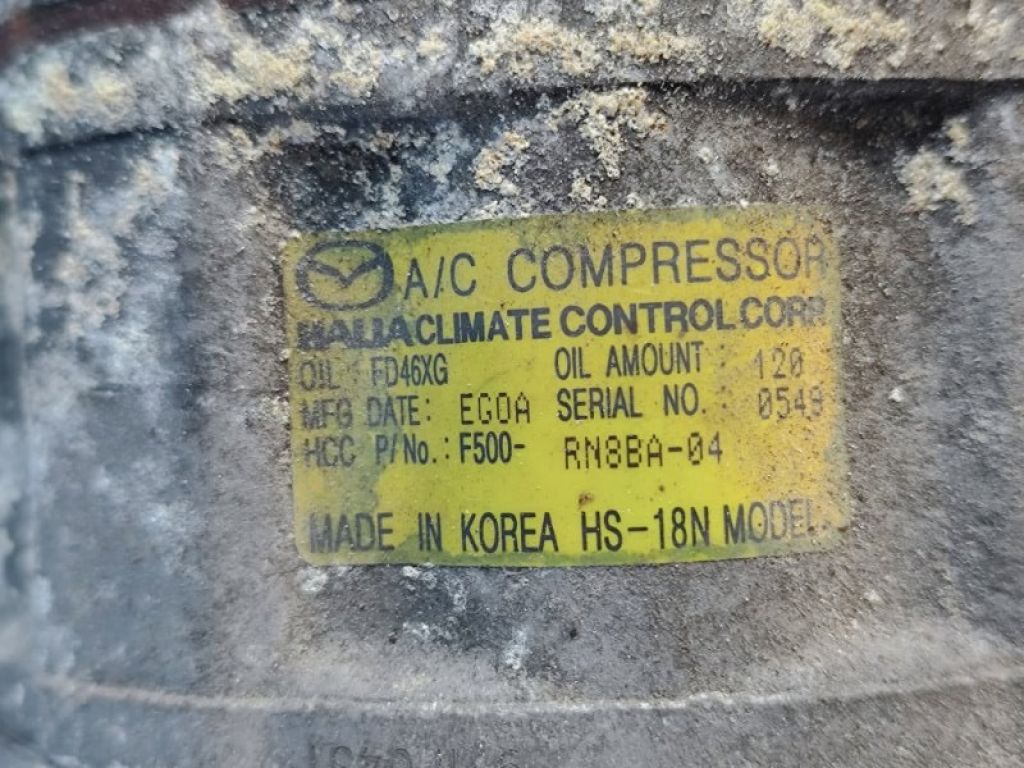 A/C COMPRESSOR
HALLA CLIMATE CONTROL CORP.
OIL : FD46XG OIL AMOUNT : 120
MFG DATE: EG0A SERIAL NO. : 0549
HCC P/No.: F500- RN8BA-04
MADE IN KOREA HS-18N MODEL